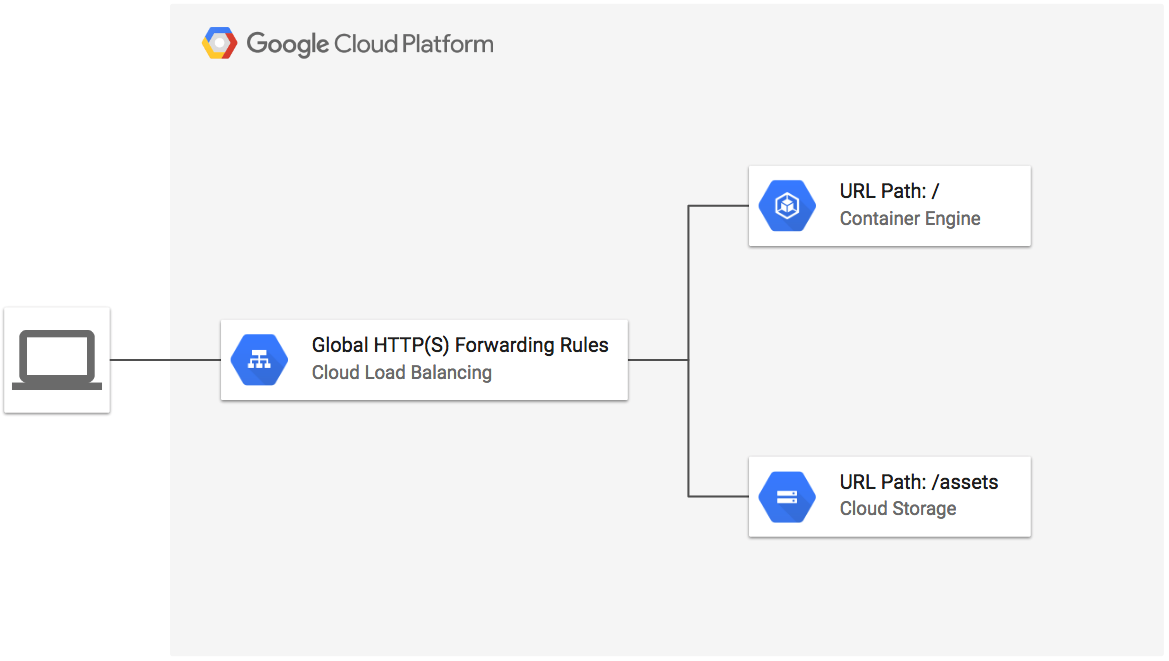 Google Cloud Platform
URL Path: /
Container Engine
Global HTTP(S) Forwarding Rules
Cloud Load Balancing
URL Path: /assets
Cloud Storage